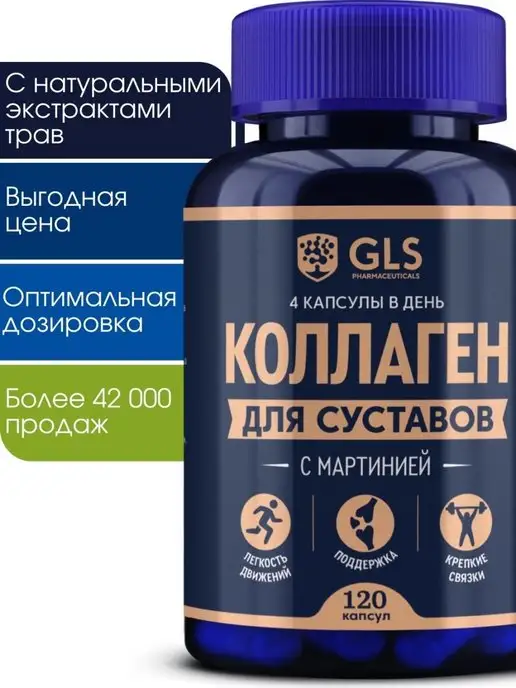 С натуральными
экстрактами
трав
Выгодная
цена
Оптимальная
дозировка
Более 42 000
продаж
GLS
PHARMACEUTICALS
4 КАПСУЛЫ В ДЕНЬ
КОЛЛАГЕН
ДЛЯ СУСТАВОВ
С МАРТИНИЕЙ
ЛЕГКОСТЬ
ДВИЖЕНИЙ
ПОДДЕРЖКА
КРЕПКИЕ
СВЯЗКИ
120
капсул